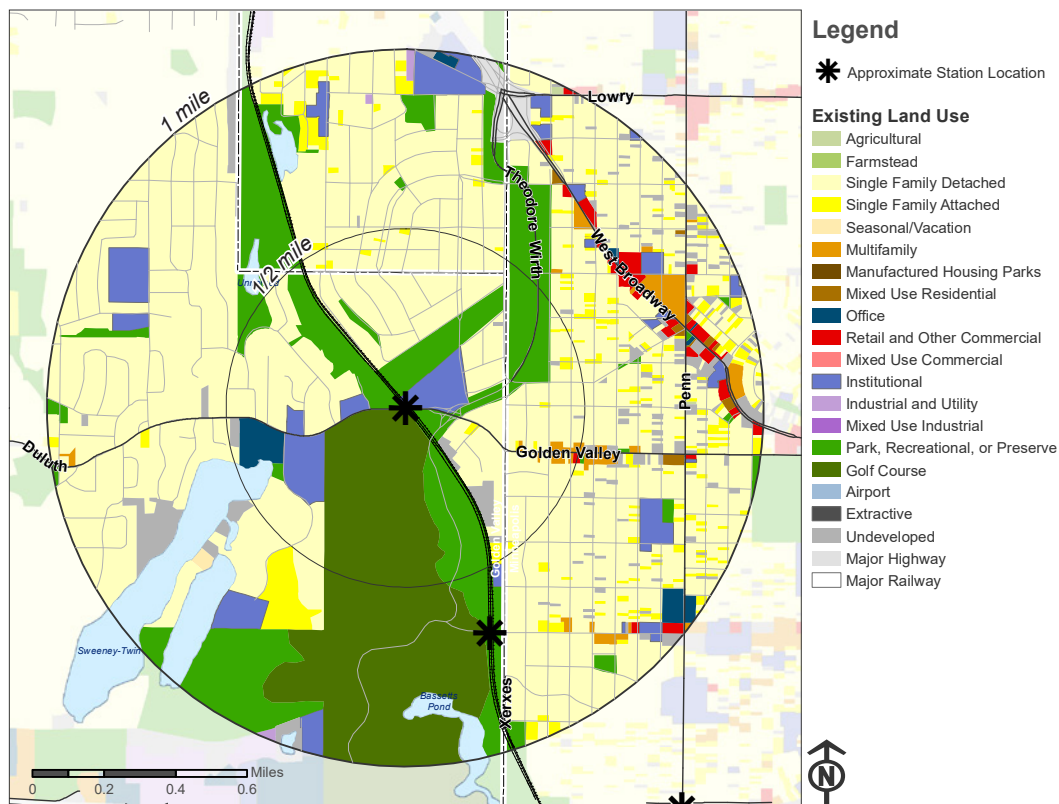 Legend
Approximate Station Location
Existing Land Use
Agricultural
Farmstead
Single Family Detached
Single Family Attached
Seasonal/Vacation
Multifamily
Manufactured Housing Parks
Mixed Use Residential
Office
Retail and Other Commercial
Mixed Use Commercial
Institutional
Industrial and Utility
Mixed Use Industrial
Park, Recreational, or Preserve
Golf Course
Airport
Extractive
Undeveloped
Major Highway
Major Railway
1 mile
Lowry
Theodore Wirth
1/2 mile
West Broadway
Penn
Duluth
Golden Valley
Sweeney-Twin
Bassetts
Pond
Xerxes
Miles
0 0.2 0.4 0.6
N